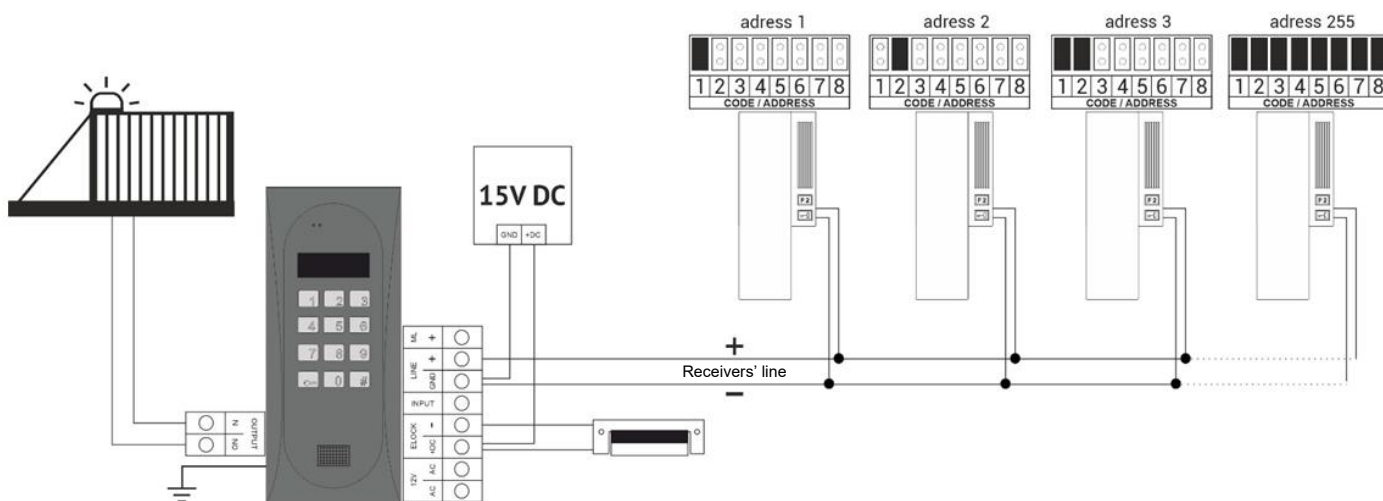 adress 1
adress 2
adress 3
adress 255
1 2 3 4 5 6 7 8
1 2 3 4 5 6 7 8
1 2 3 4 5 6 7 8
1 2 3 4 5 6 7 8
CODE / ADDRESS
CODE / ADDRESS
CODE / ADDRESS
CODE / ADDRESS
15V DC
GND +DC
F2
F2
F2
F2
1 2 3
4 5 6
7 8 9
0 #
ML +
LINE +
GND
INPUT
ELOCK -
+DC
12V AC
AC
+
Receivers' line
–
OUTPUT
N
NO